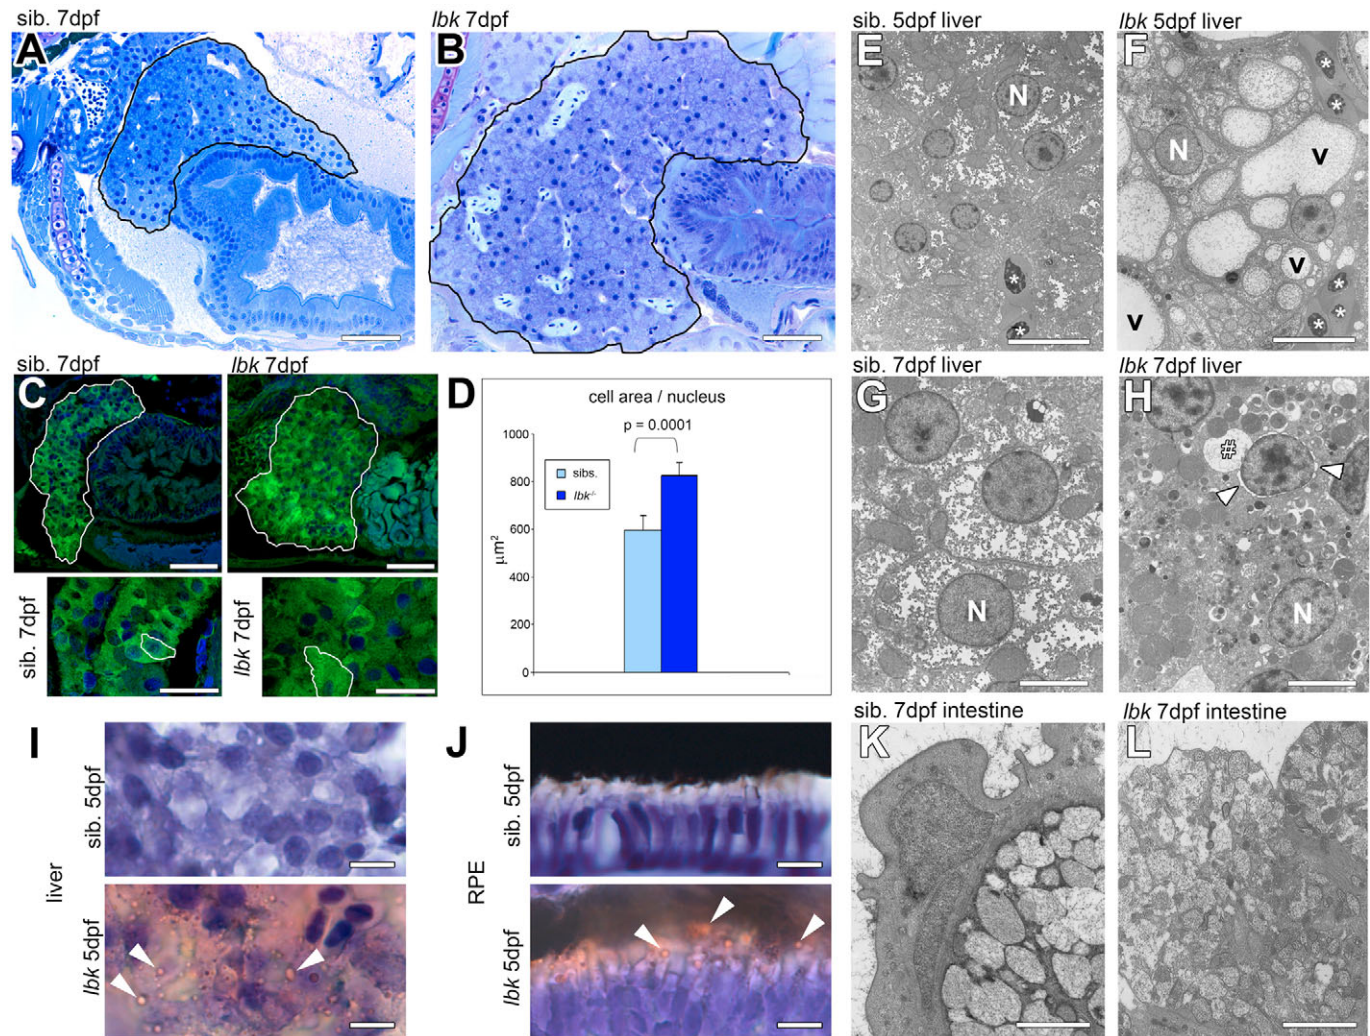 sib. 7dpf
A
lbk 7dpf
B
sib. 5dpf liver
E
N
*
*
lbk 5dpf liver
F
*
*
N
v
v
*
*
*
v
sib. 7dpf
C
lbk 7dpf
sib. 7dpf
lbk 7dpf
D
cell area / nucleus
p = 0.0001
1000
800
600
400
200
0
μm²
sibs.
lbk-/-
sib. 7dpf liver
G
N
lbk 7dpf liver
H
#
N
I
sib. 5dpf
lbk 5dpf
liver
J
sib. 5dpf
lbk 5dpf
RPE
sib. 7dpf intestine
K
lbk 7dpf intestine
L